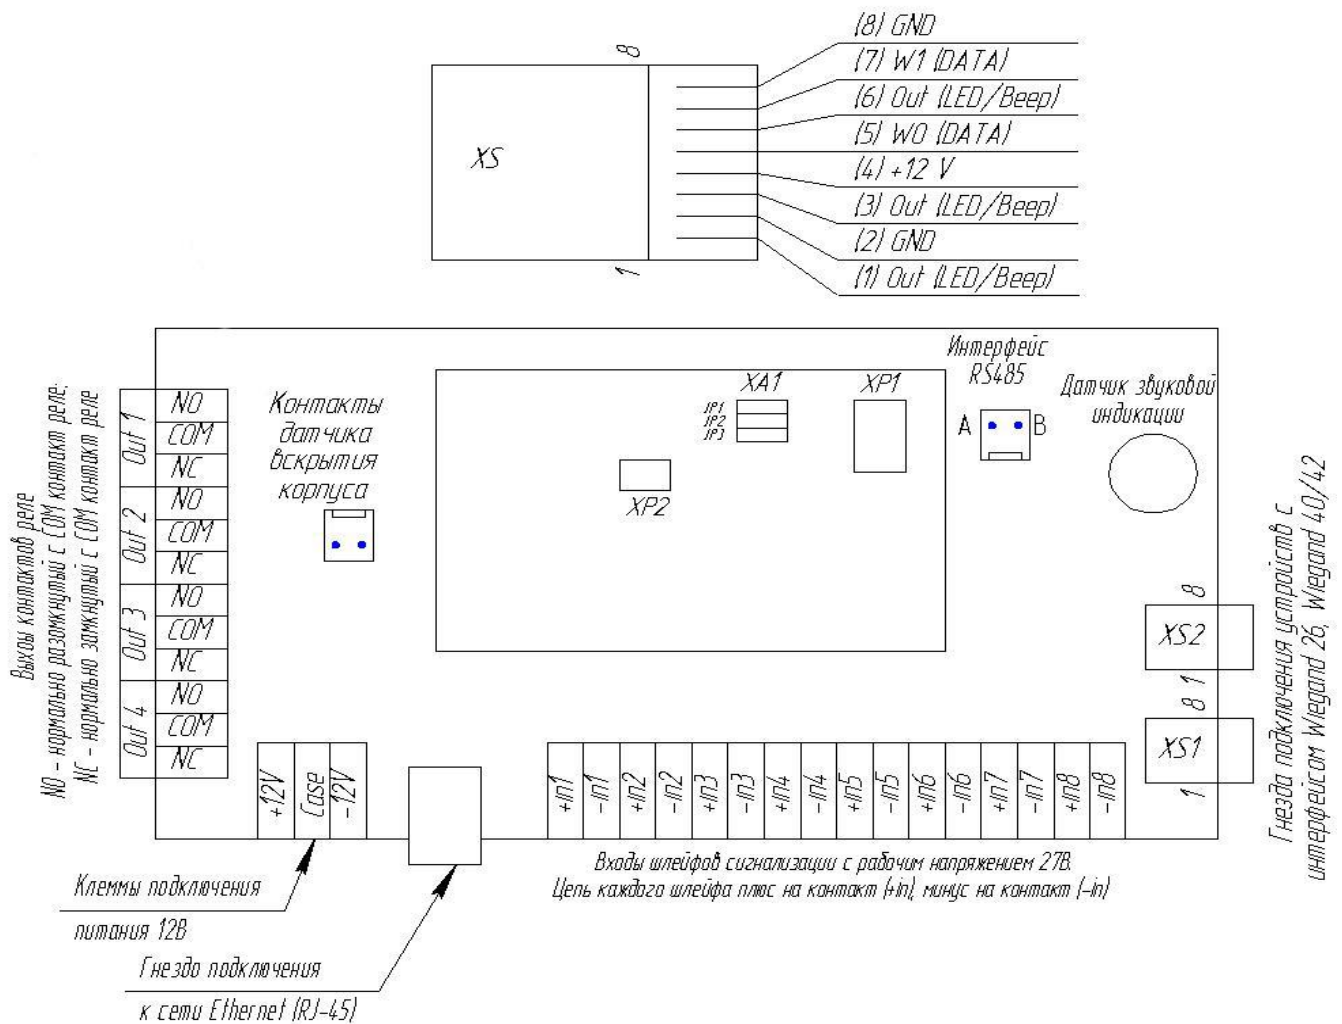 (8) GND
(7) W1 (DATA)
(6) Out (LED/Beep)
(5) W0 (DATA)
(4) +12 V
(3) Out (LED/Beep)
(2) GND
(1) Out (LED/Beep)
8
XS
1
Выхоы контактов реле
NO - нормально разомкнутый с COM контакт реле;
NC - нормально замкнутый с COM контакт реле
Out 1
NO
COM
NC
Out 2
NO
COM
NC
Out 3
NO
COM
NC
Out 4
NO
COM
NC
Контакты
датчика
вскрытия
корпуса
XA1
JP1
JP2
JP3
XP1
XP2
Интерфейс
RS485
A
B
Датчик звуковой
индикации
8
XS2
1
8
XS1
1
Гнезда подключения устройств с
интерфейсом Wiegand 26, Wiegand 40/42
+12V
Case
-12V
+in1
-in1
+in2
-in2
+in3
-in3
+in4
-in4
+in5
-in5
+in6
-in6
+in7
-in7
+in8
-in8
Входы шлейфов сигнализации с рабочим напряжением 27В.
Цепь каждого шлейфа плюс на контакт (+in), минус на контакт (-in)
Клеммы подключения
питания 12В
Гнездо подключения
к сети Ethernet (RJ-45)